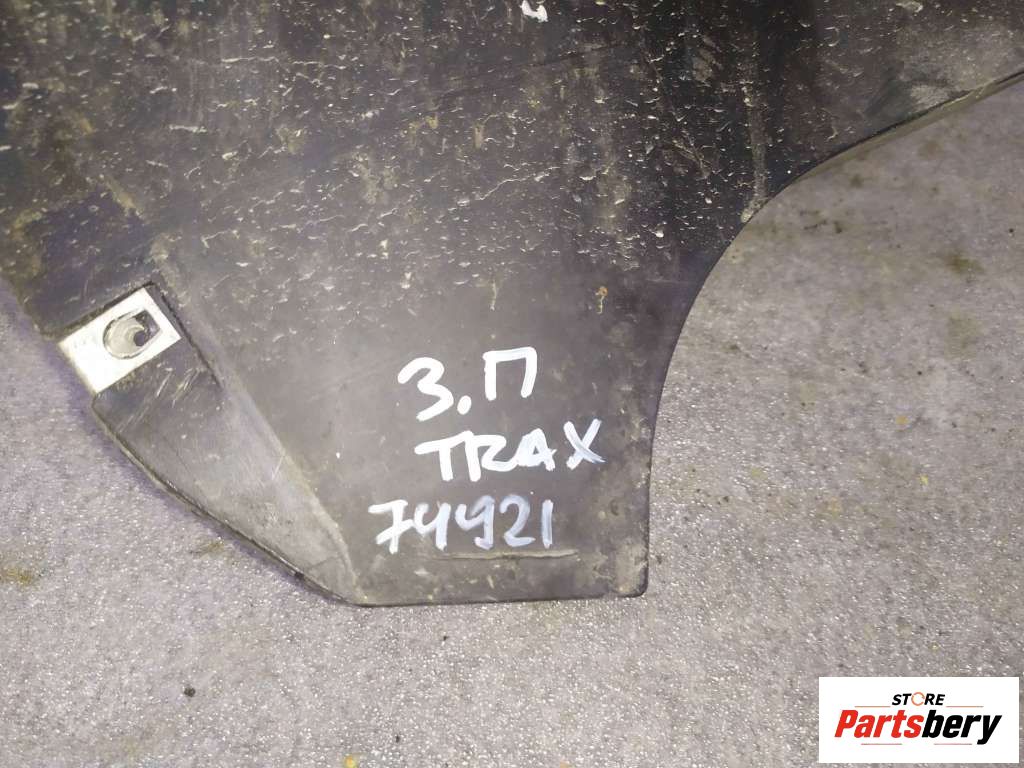 З.П
TRAX
74921
STORE
Partsbery